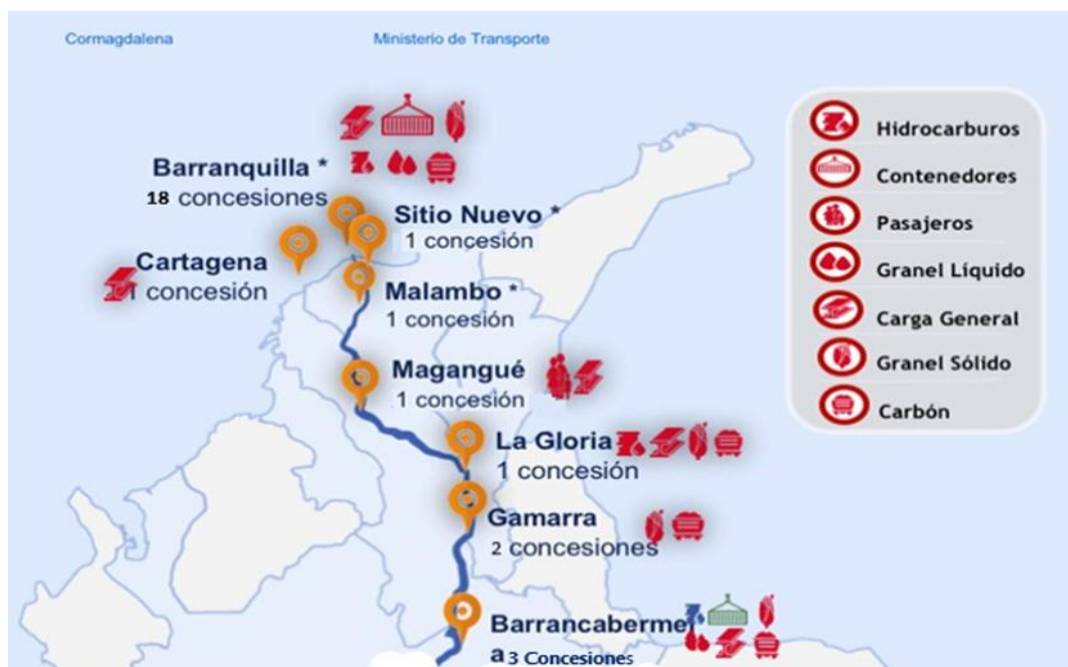 Cormagdalena
Ministerio de Transporte
Barranquilla *
18 concesiones
Sitio Nuevo *
1 concesión
Cartagena
1 concesión
Malambo *
1 concesión
Magangué
1 concesión
La Gloria
1 concesión
Gamarra
2 concesiones
Barrancabermej
a 3 Concesiones
Hidrocarburos
Contenedores
Pasajeros
Granel Líquido
Carga General
Granel Sólido
Carbón